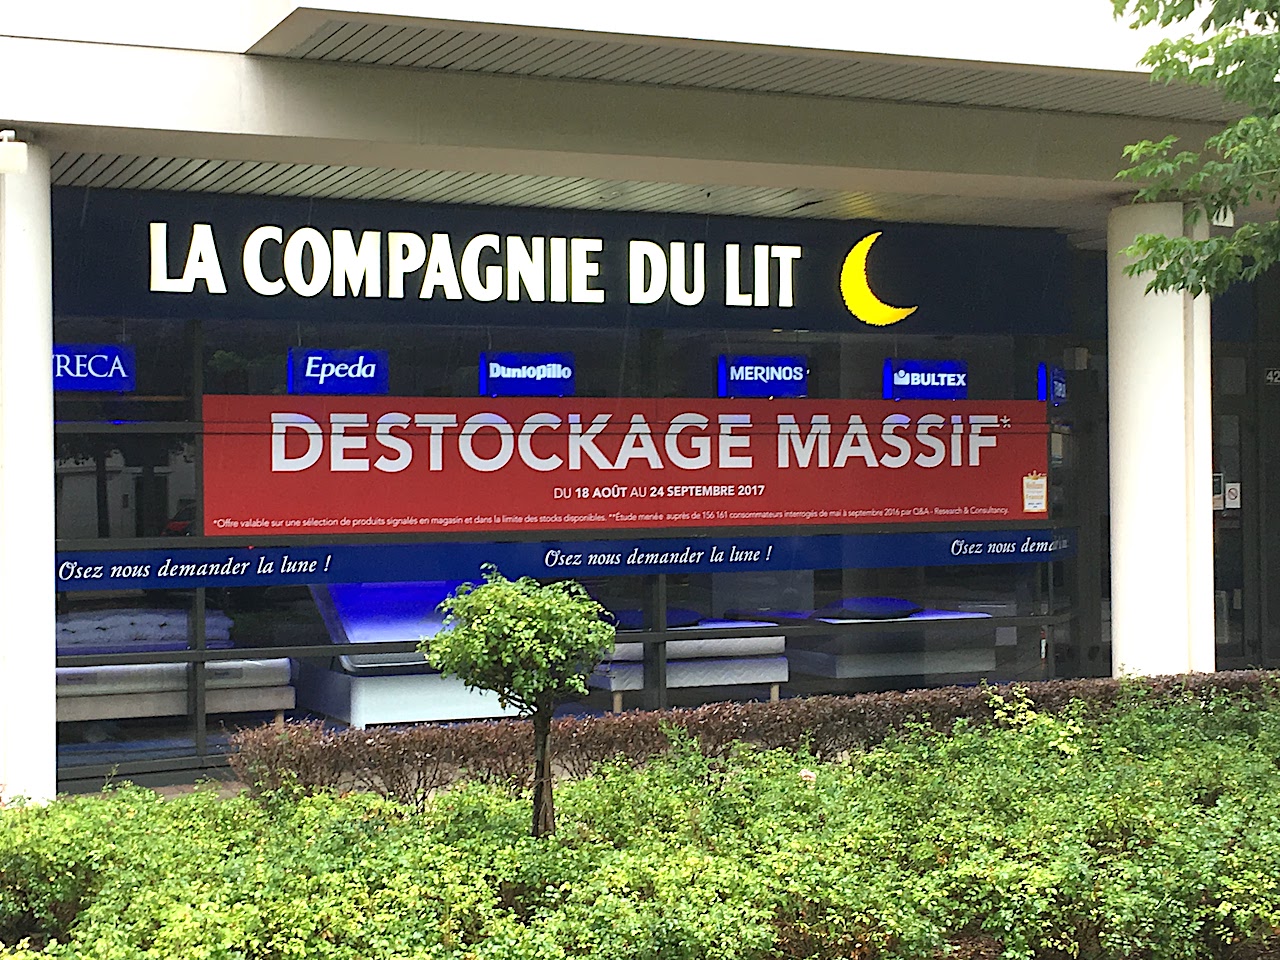 LA COMPAGNIE DU LIT
TRECA
Epeda
Dunlopillo
MERINOS
BULTEX
DESTOCKAGE MASSIF*
DU 18 AOÛT AU 24 SEPTEMBRE 2017
*Offre valable sur une sélection de produits signalés en magasin et dans la limite des stocks disponibles. **Étude menée auprès de 156 161 consommateurs interrogés de mai à septembre 2016 par Q&A - Research & Consultancy.
Osez nous demander la lune !
Osez nous demander la lune !
Osez nous dema
42